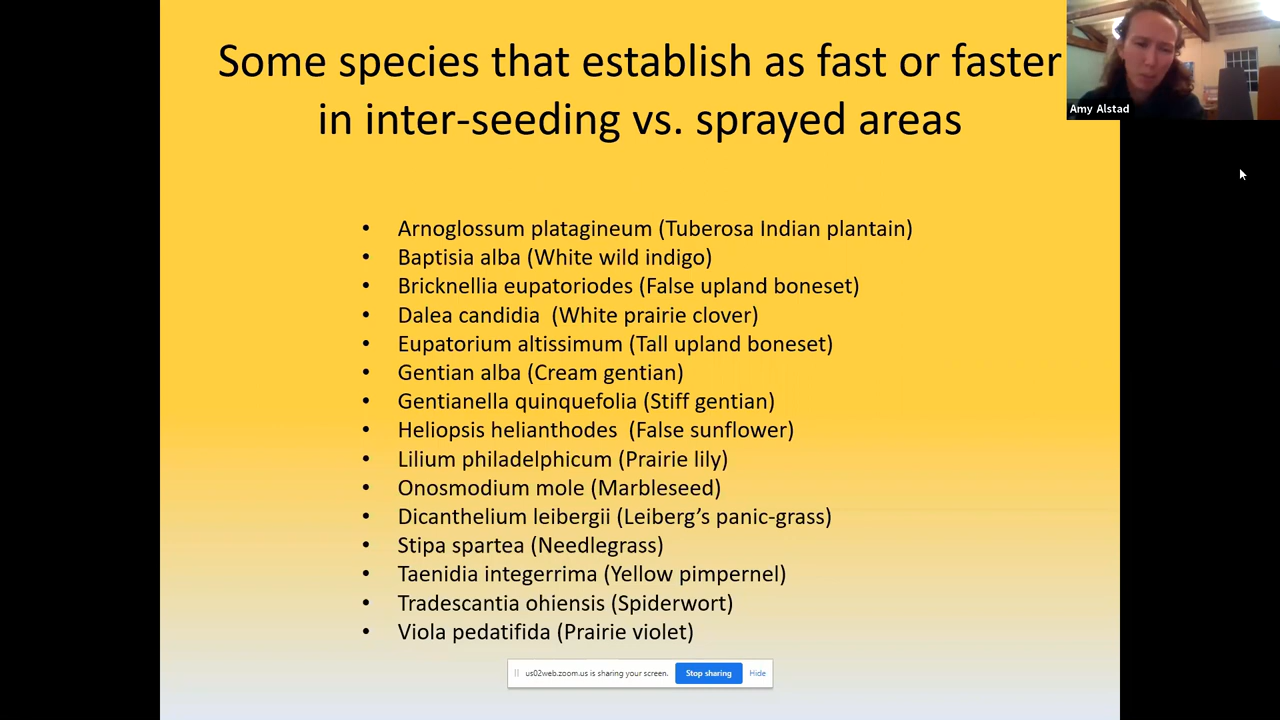 Some species that establish as fast or faster
in inter-seeding vs. sprayed areas
Amy Alstad
• Arnoglossum platagineum (Tuberosa Indian plantain)
• Baptisia alba (White wild indigo)
• Bricknellia eupatoriodes (False upland boneset)
• Dalea candidia (White prairie clover)
• Eupatorium altissimum (Tall upland boneset)
• Gentian alba (Cream gentian)
• Gentianella quinquefolia (Stiff gentian)
• Heliopsis helianthodes (False sunflower)
• Lilium philadelphicum (Prairie lily)
• Onosmodium mole (Marbleseed)
• Dicanthelium leibergii (Leiberg’s panic-grass)
• Stipa spartea (Needlegrass)
• Taenidia integerrima (Yellow pimpernel)
• Tradescantia ohiensis (Spiderwort)
• Viola pedatifida (Prairie violet)
us02web.zoom.us is sharing your screen. Stop sharing Hide